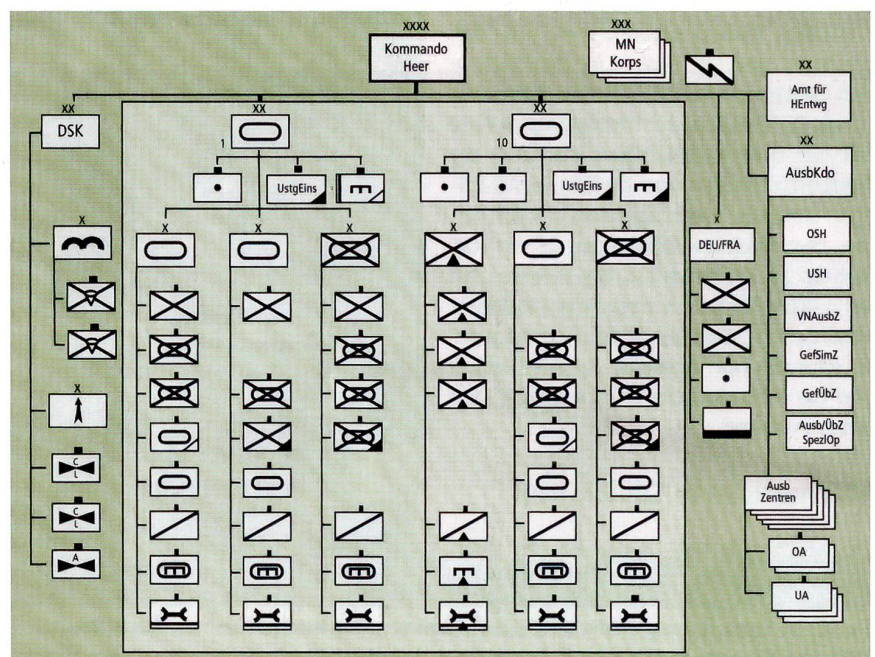 XXXX
Kommando
Heer
XXX
MN
Korps
XX
Amt für
HEntwg
XX
DSK
XX
1
XX
10
XX
AusbKdo
UstgEins
UstgEins
X
X
X
X
X
X
X
X
DEU/FRA
OSH
USH
VNAusbZ
GefSimZ
GefÜbZ
Ausb/ÜbZ
SpezlOp
X
C
L
C
L
A
Ausb
Zentren
OA
UA